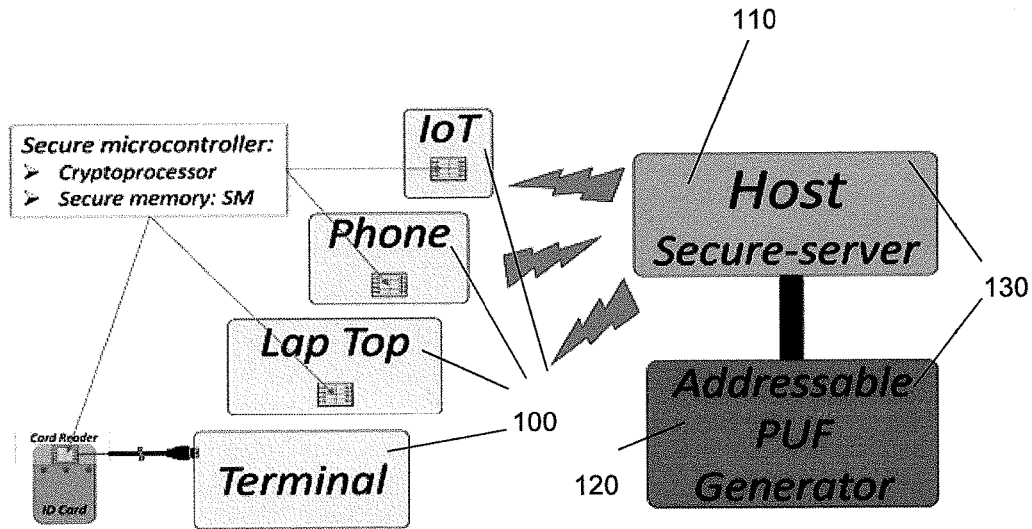 110
IoT
Secure microcontroller:
➤ Cryptoprocessor
➤ Secure memory: SM
Host
Secure-server
Phone
130
Lap Top
Addressable
PUF
Generator
100
120
Card Reader
Terminal
ID Card